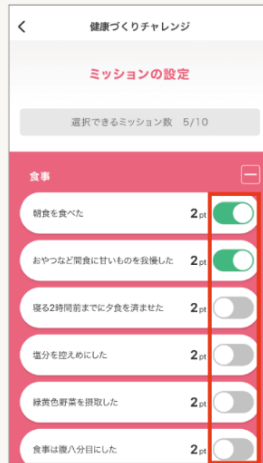 健康づくりチャレンジ
ミッションの設定
選択できるミッション数 5/10
食事
朝食を食べた 2pt
おやつなど間食に甘いものを我慢した 2pt
寝る2時間前までに夕食を済ませた 2pt
塩分を控えめにした 2pt
緑黄色野菜を摂取した 2pt
食事は腹八分目にした 2pt